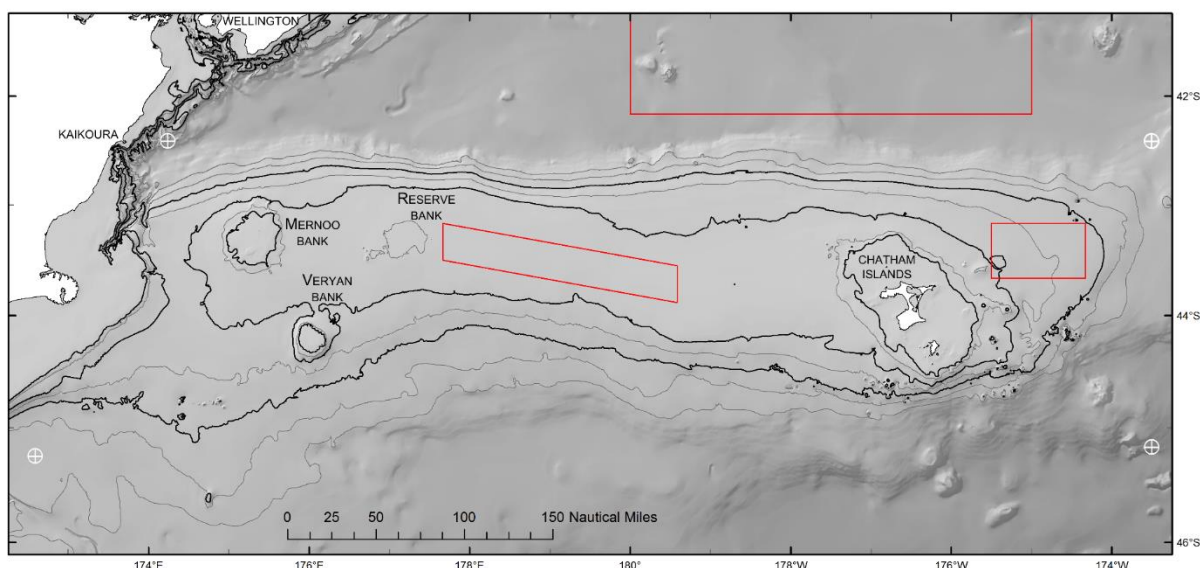 WELLINGTON
42°S
KAIKOURA
RESERVE
BANK
MERNOO
BANK
CHATHAM
ISLANDS
VERYAN
BANK
44°S
0 25 50 100 150 Nautical Miles
46°S
174°E 176°E 178°E 180° 178°W 176°W 174°W